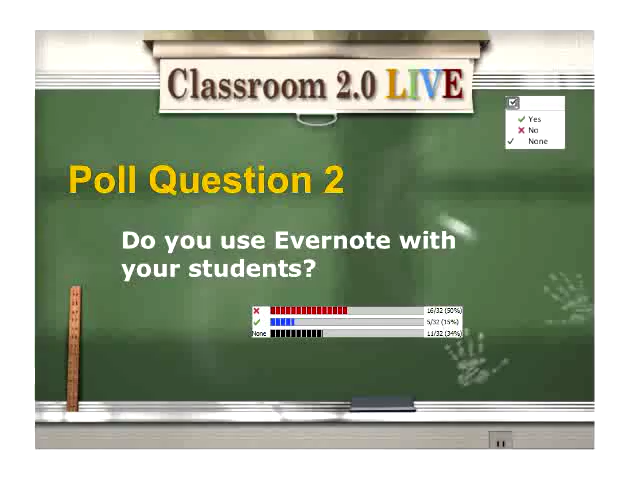 Classroom 2.0 LIVE
Yes
No
None
Poll Question 2
Do you use Evernote with
your students?
16/32 (50%)
5/32 (15%)
None 11/32 (34%)